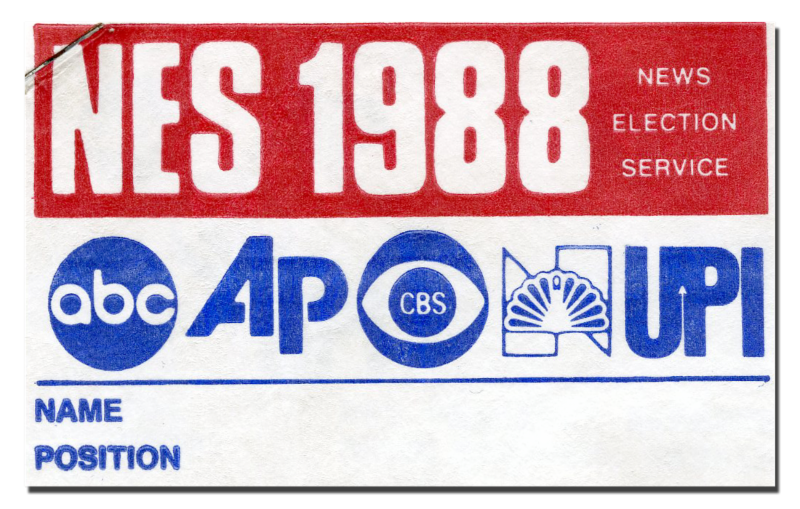 NES 1988
NEWS
ELECTION
SERVICE
abc AP CBS N UPI
NAME
POSITION